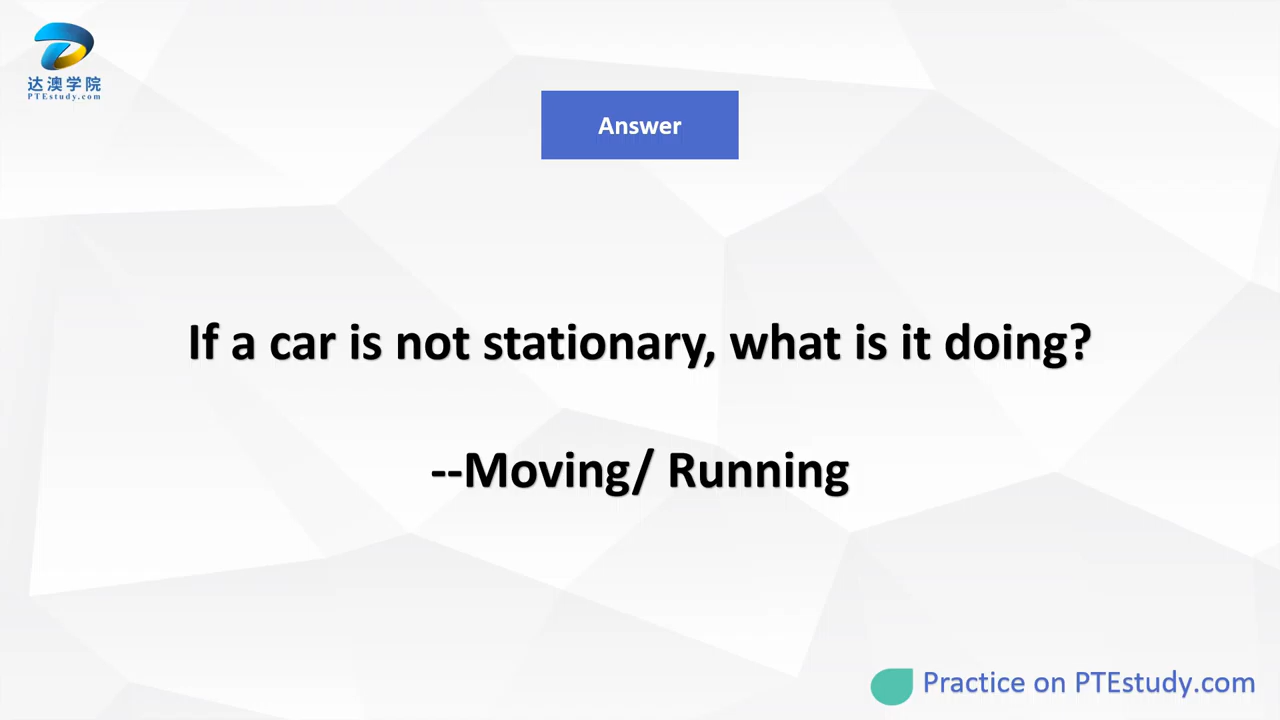 达澳学院
PTEstudy.com
Answer
If a car is not stationary, what is it doing?
--Moving/ Running
Practice on PTEstudy.com